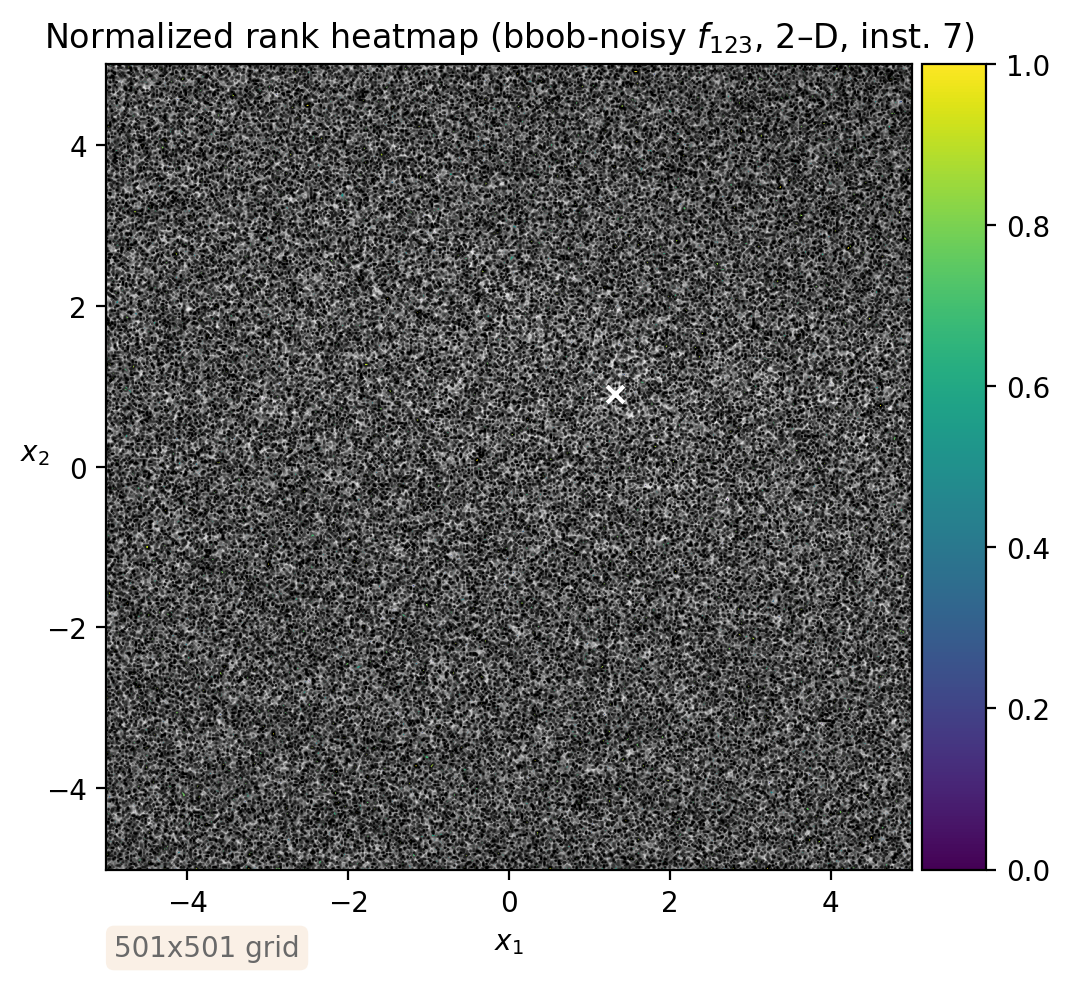 Normalized rank heatmap (bbob-noisy f₁₂₃, 2–D, inst. 7)
1.0
0.8
0.6
0.4
0.2
0.0
4
2
0
−2
−4
x₂
−4 −2 0 2 4
x₁
501x501 grid